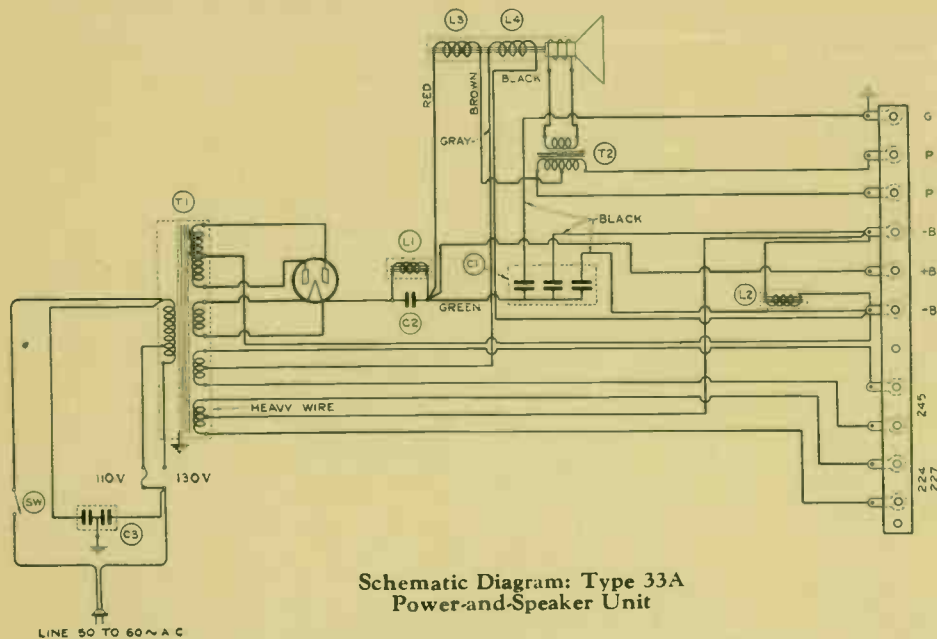 L3
L4
RED
BROWN
BLACK
GRAY-
T2
G
P
P
T1
BLACK
-B
L1
C1
+B
L2
C2
GREEN
-B
HEAVY WIRE
245
110V
130V
224
227
SW
C3
Schematic Diagram: Type 33A
Power-and-Speaker Unit
LINE 50 TO 60 ~ A C